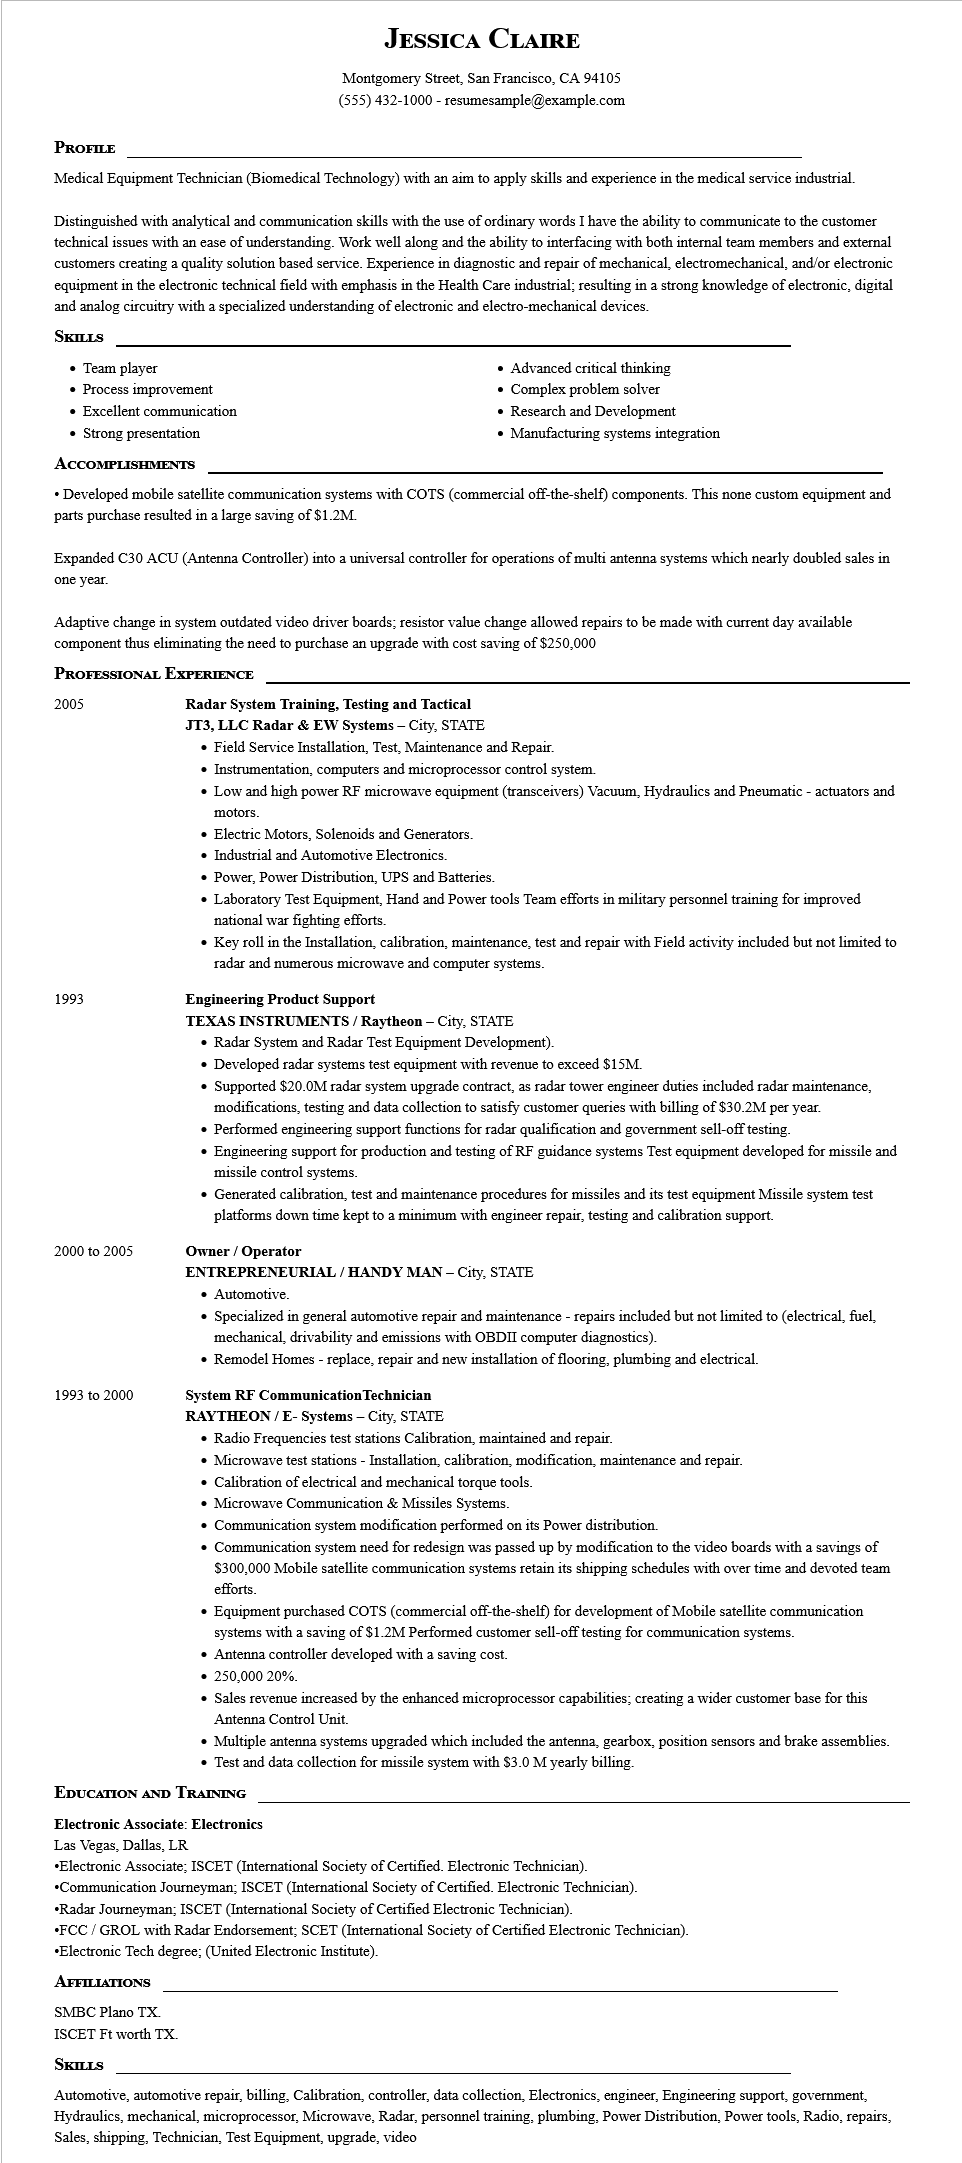 Jessica Claire
Montgomery Street, San Francisco, CA 94105
(555) 432-1000 - resumesample@example.com
Profile
Medical Equipment Technician (Biomedical Technology) with an aim to apply skills and experience in the medical service industrial.
Distinguished with analytical and communication skills with the use of ordinary words I have the ability to communicate to the customer
technical issues with an ease of understanding. Work well along and the ability to interfacing with both internal team members and external
customers creating a quality solution based service. Experience in diagnostic and repair of mechanical, electromechanical, and/or electronic
equipment in the electronic technical field with emphasis in the Health Care industrial; resulting in a strong knowledge of electronic, digital
and analog circuitry with a specialized understanding of electronic and electro-mechanical devices.
Skills
• Team player
• Process improvement
• Excellent communication
• Strong presentation
• Advanced critical thinking
• Complex problem solver
• Research and Development
• Manufacturing systems integration
Accomplishments
• Developed mobile satellite communication systems with COTS (commercial off-the-shelf) components. This none custom equipment and
parts purchase resulted in a large saving of $1.2M.
Expanded C30 ACU (Antenna Controller) into a universal controller for operations of multi antenna systems which nearly doubled sales in
one year.
Adaptive change in system outdated video driver boards; resistor value change allowed repairs to be made with current day available
component thus eliminating the need to purchase an upgrade with cost saving of $250,000
Professional Experience
2005 Radar System Training, Testing and Tactical
JT3, LLC Radar & EW Systems – City, STATE
• Field Service Installation, Test, Maintenance and Repair.
• Instrumentation, computers and microprocessor control system.
• Low and high power RF microwave equipment (transceivers) Vacuum, Hydraulics and Pneumatic - actuators and
motors.
• Electric Motors, Solenoids and Generators.
• Industrial and Automotive Electronics.
• Power, Power Distribution, UPS and Batteries.
• Laboratory Test Equipment, Hand and Power tools Team efforts in military personnel training for improved
national war fighting efforts.
• Key roll in the Installation, calibration, maintenance, test and repair with Field activity included but not limited to
radar and numerous microwave and computer systems.
1993 Engineering Product Support
TEXAS INSTRUMENTS / Raytheon – City, STATE
• Radar System and Radar Test Equipment Development).
• Developed radar systems test equipment with revenue to exceed $15M.
• Supported $20.0M radar system upgrade contract, as radar tower engineer duties included radar maintenance,
modifications, testing and data collection to satisfy customer queries with billing of $30.2M per year.
• Performed engineering support functions for radar qualification and government sell-off testing.
• Engineering support for production and testing of RF guidance systems Test equipment developed for missile and
missile control systems.
• Generated calibration, test and maintenance procedures for missiles and its test equipment Missile system test
platforms down time kept to a minimum with engineer repair, testing and calibration support.
2000 to 2005 Owner / Operator
ENTREPRENEURIAL / HANDY MAN – City, STATE
• Automotive.
• Specialized in general automotive repair and maintenance - repairs included but not limited to (electrical, fuel,
mechanical, drivability and emissions with OBDII computer diagnostics).
• Remodel Homes - replace, repair and new installation of flooring, plumbing and electrical.
1993 to 2000 System RF CommunicationTechnician
RAYTHEON / E- Systems – City, STATE
• Radio Frequencies test stations Calibration, maintained and repair.
• Microwave test stations - Installation, calibration, modification, maintenance and repair.
• Calibration of electrical and mechanical torque tools.
• Microwave Communication & Missiles Systems.
• Communication system modification performed on its Power distribution.
• Communication system need for redesign was passed up by modification to the video boards with a savings of
$300,000 Mobile satellite communication systems retain its shipping schedules with over time and devoted team
efforts.
• Equipment purchased COTS (commercial off-the-shelf) for development of Mobile satellite communication
systems with a saving of $1.2M Performed customer sell-off testing for communication systems.
• Antenna controller developed with a saving cost.
• 250,000 20%.
• Sales revenue increased by the enhanced microprocessor capabilities; creating a wider customer base for this
Antenna Control Unit.
• Multiple antenna systems upgraded which included the antenna, gearbox, position sensors and brake assemblies.
• Test and data collection for missile system with $3.0 M yearly billing.
Education and Training
Electronic Associate: Electronics
Las Vegas, Dallas, LR
•Electronic Associate; ISCET (International Society of Certified. Electronic Technician).
•Communication Journeyman; ISCET (International Society of Certified. Electronic Technician).
•Radar Journeyman; ISCET (International Society of Certified Electronic Technician).
•FCC / GROL with Radar Endorsement; SCET (International Society of Certified Electronic Technician).
•Electronic Tech degree; (United Electronic Institute).
Affiliations
SMBC Plano TX.
ISCET Ft worth TX.
Skills
Automotive, automotive repair, billing, Calibration, controller, data collection, Electronics, engineer, Engineering support, government,
Hydraulics, mechanical, microprocessor, Microwave, Radar, personnel training, plumbing, Power Distribution, Power tools, Radio, repairs,
Sales, shipping, Technician, Test Equipment, upgrade, video